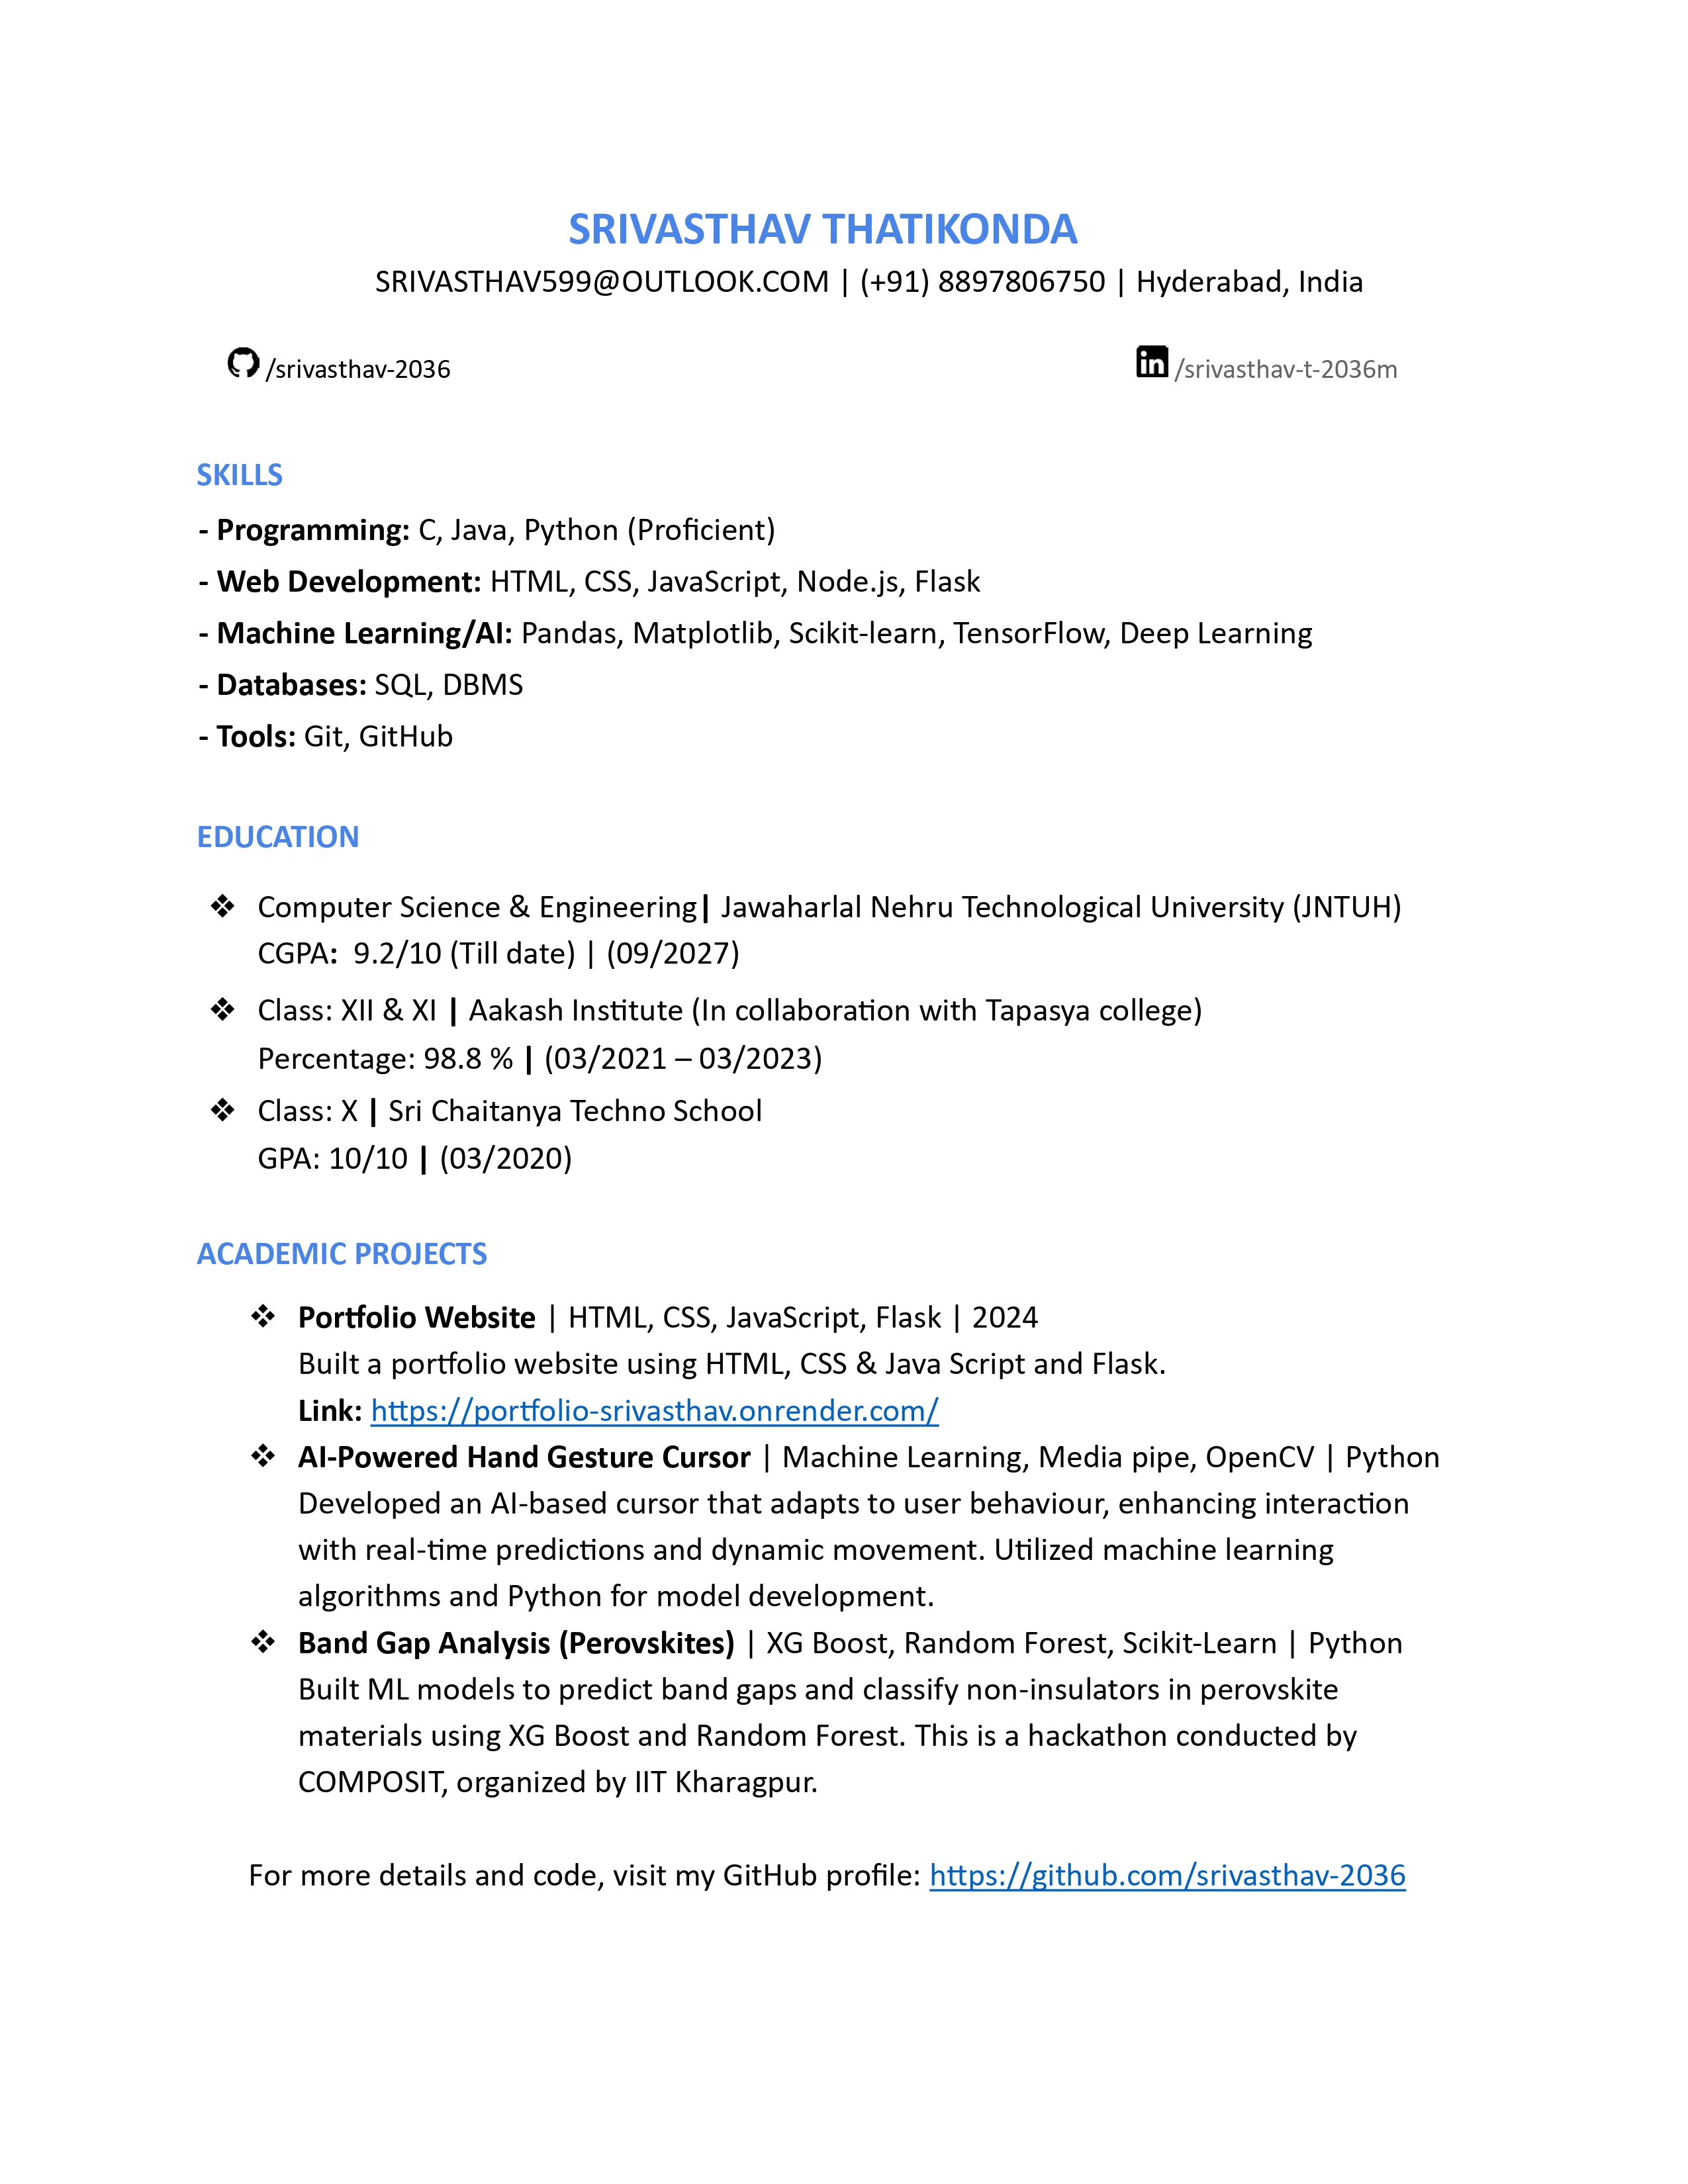 SRIVASTHAV THATIKONDA
SRIVASTHAV599@OUTLOOK.COM | (+91) 8897806750 | Hyderabad, India
/srivasthav-2036
/srivasthav-t-2036m
SKILLS
- Programming: C, Java, Python (Proficient)
- Web Development: HTML, CSS, JavaScript, Node.js, Flask
- Machine Learning/AI: Pandas, Matplotlib, Scikit-learn, TensorFlow, Deep Learning
- Databases: SQL, DBMS
- Tools: Git, GitHub
EDUCATION
❖ Computer Science & Engineering| Jawaharlal Nehru Technological University (JNTUH)
CGPA: 9.2/10 (Till date) | (09/2027)
❖ Class: XII & XI | Aakash Institute (In collaboration with Tapasya college)
Percentage: 98.8 % | (03/2021 – 03/2023)
❖ Class: X | Sri Chaitanya Techno School
GPA: 10/10 | (03/2020)
ACADEMIC PROJECTS
❖ Portfolio Website | HTML, CSS, JavaScript, Flask | 2024
Built a portfolio website using HTML, CSS & Java Script and Flask.
Link: https://portfolio-srivasthav.onrender.com/
❖ AI-Powered Hand Gesture Cursor | Machine Learning, Media pipe, OpenCV | Python
Developed an AI-based cursor that adapts to user behaviour, enhancing interaction
with real-time predictions and dynamic movement. Utilized machine learning
algorithms and Python for model development.
❖ Band Gap Analysis (Perovskites) | XG Boost, Random Forest, Scikit-Learn | Python
Built ML models to predict band gaps and classify non-insulators in perovskite
materials using XG Boost and Random Forest. This is a hackathon conducted by
COMPOSIT, organized by IIT Kharagpur.
For more details and code, visit my GitHub profile: https://github.com/srivasthav-2036